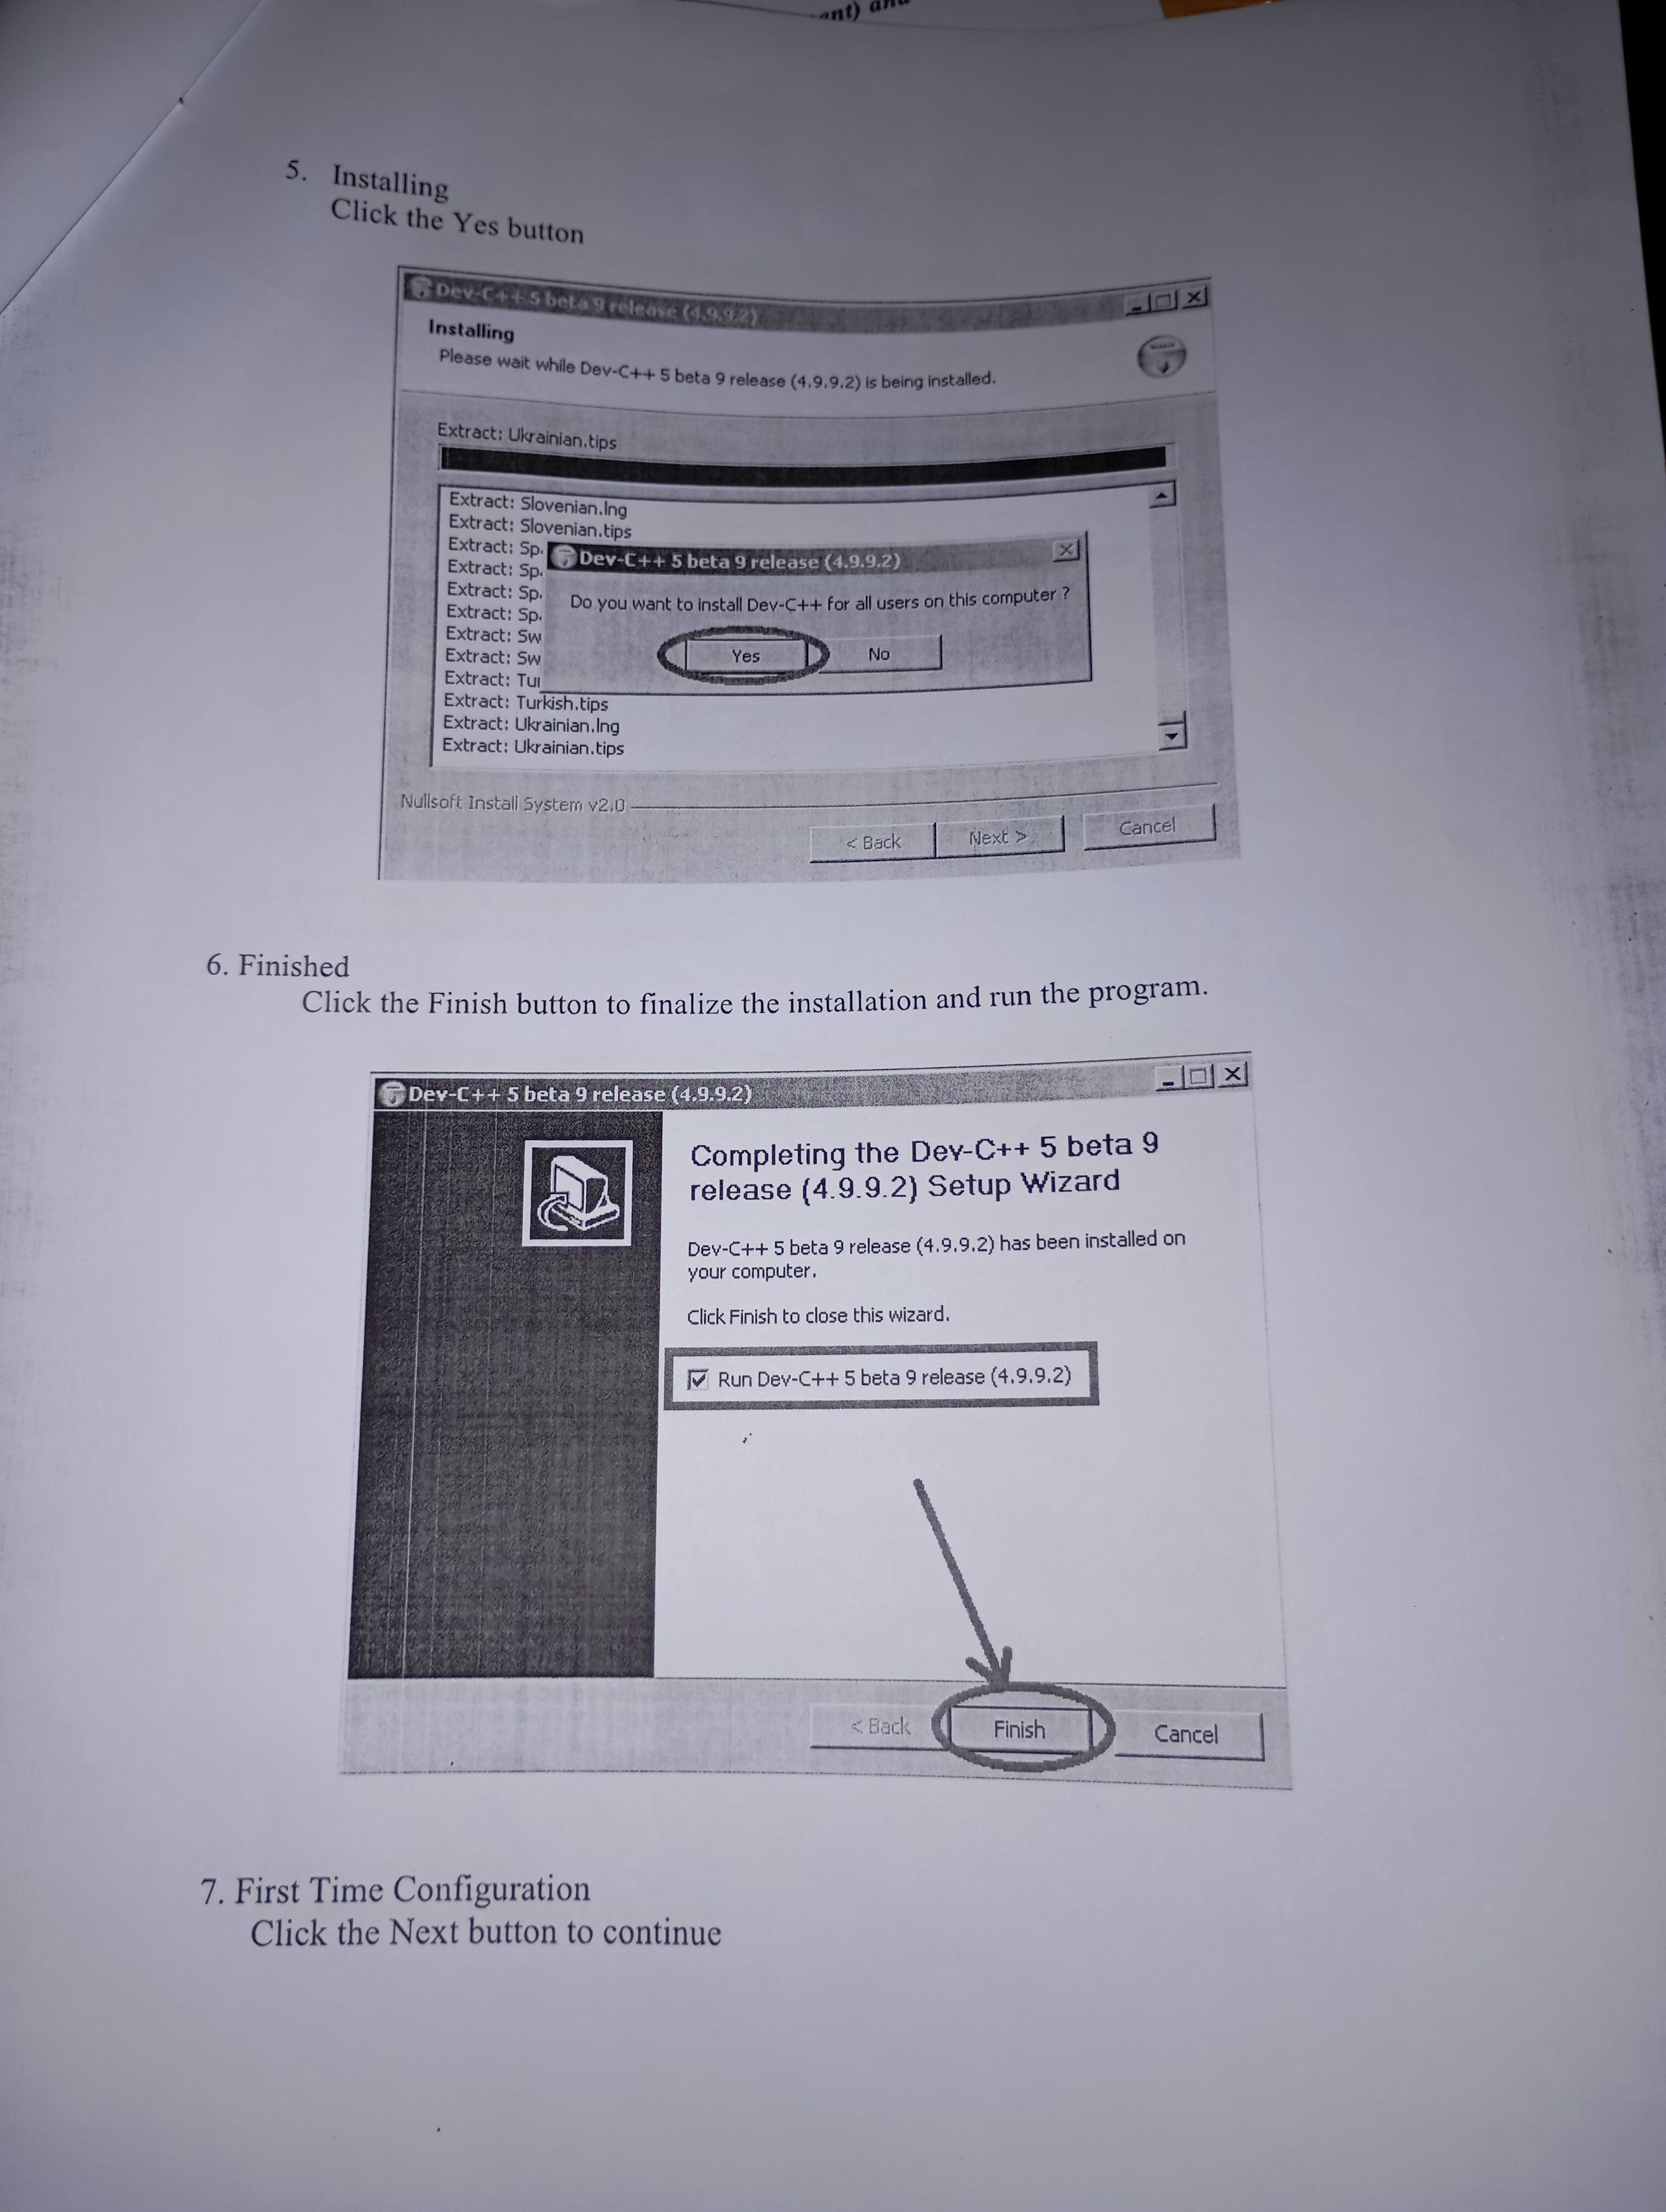 ant) and
5. Installing
Click the Yes button
Dev-C++ 5 beta 9 release (4.9.9.2)
Installing
Please wait while Dev-C++ 5 beta 9 release (4.9.9.2) is being installed.
Extract: Ukrainian.tips
Extract: Slovenian.lng
Extract: Slovenian.tips
Extract: Sp.
Extract: Sp.
Extract: Sp.
Extract: Sp.
Extract: Sw
Extract: Sw
Extract: Tur
Extract: Turkish.tips
Extract: Ukrainian.lng
Extract: Ukrainian.tips
Dev-C++ 5 beta 9 release (4.9.9.2)
Do you want to install Dev-C++ for all users on this computer ?
Yes No
Nullsoft Install System v2.0
< Back Next > Cancel
6. Finished
Click the Finish button to finalize the installation and run the program.
Dev-C++ 5 beta 9 release (4.9.9.2)
Completing the Dev-C++ 5 beta 9
release (4.9.9.2) Setup Wizard
Dev-C++ 5 beta 9 release (4.9.9.2) has been installed on
your computer.
Click Finish to close this wizard.
Run Dev-C++ 5 beta 9 release (4.9.9.2)
< Back Finish Cancel
7. First Time Configuration
Click the Next button to continue